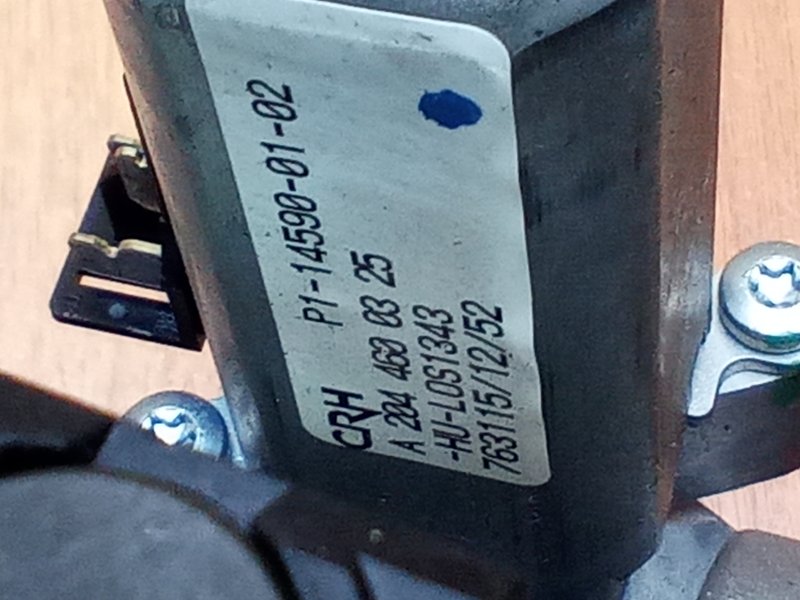 CRH P1-14590-01-02
A 204 460 03 25
-HU-LOS1343
763115/12/52